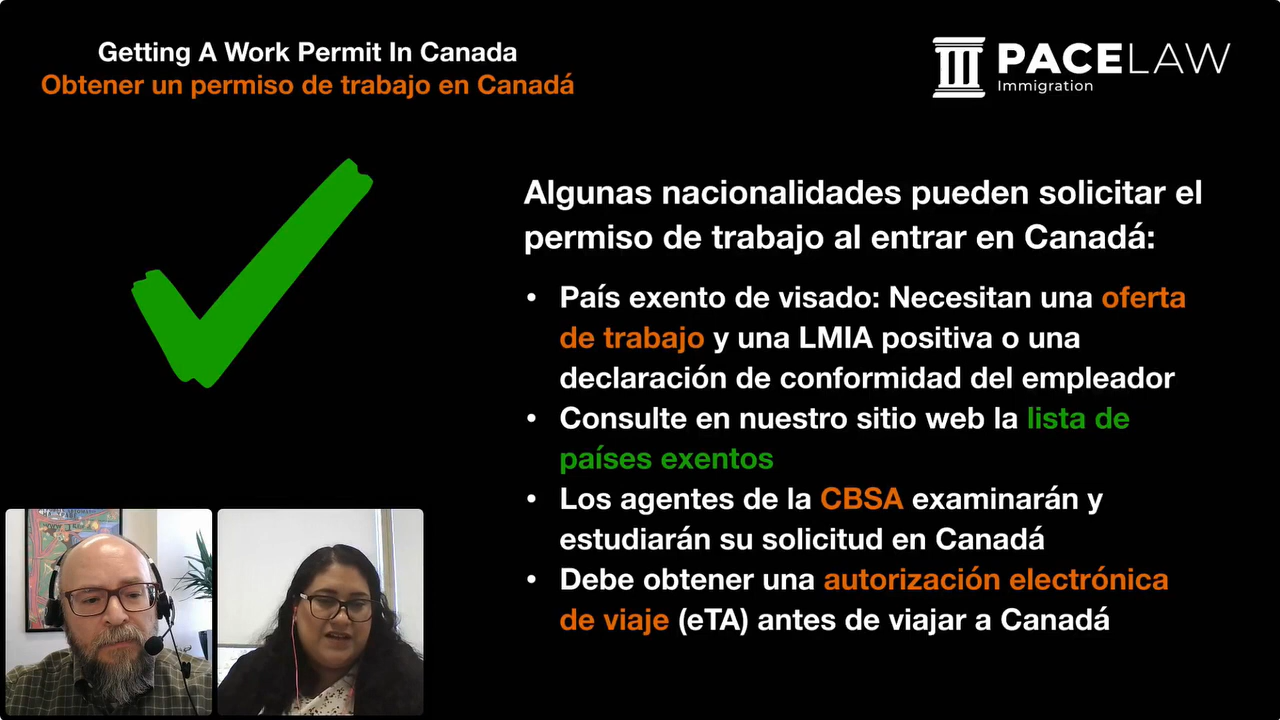 Getting A Work Permit In Canada
Obtener un permiso de trabajo en Canadá
PACELAW
Immigration
Algunas nacionalidades pueden solicitar el
permiso de trabajo al entrar en Canadá:
• País exento de visado: Necesitan una oferta
de trabajo y una LMIA positiva o una
declaración de conformidad del empleador
• Consulte en nuestro sitio web la lista de
países exentos
• Los agentes de la CBSA examinarán y
estudiarán su solicitud en Canadá
• Debe obtener una autorización electrónica
de viaje (eTA) antes de viajar a Canadá